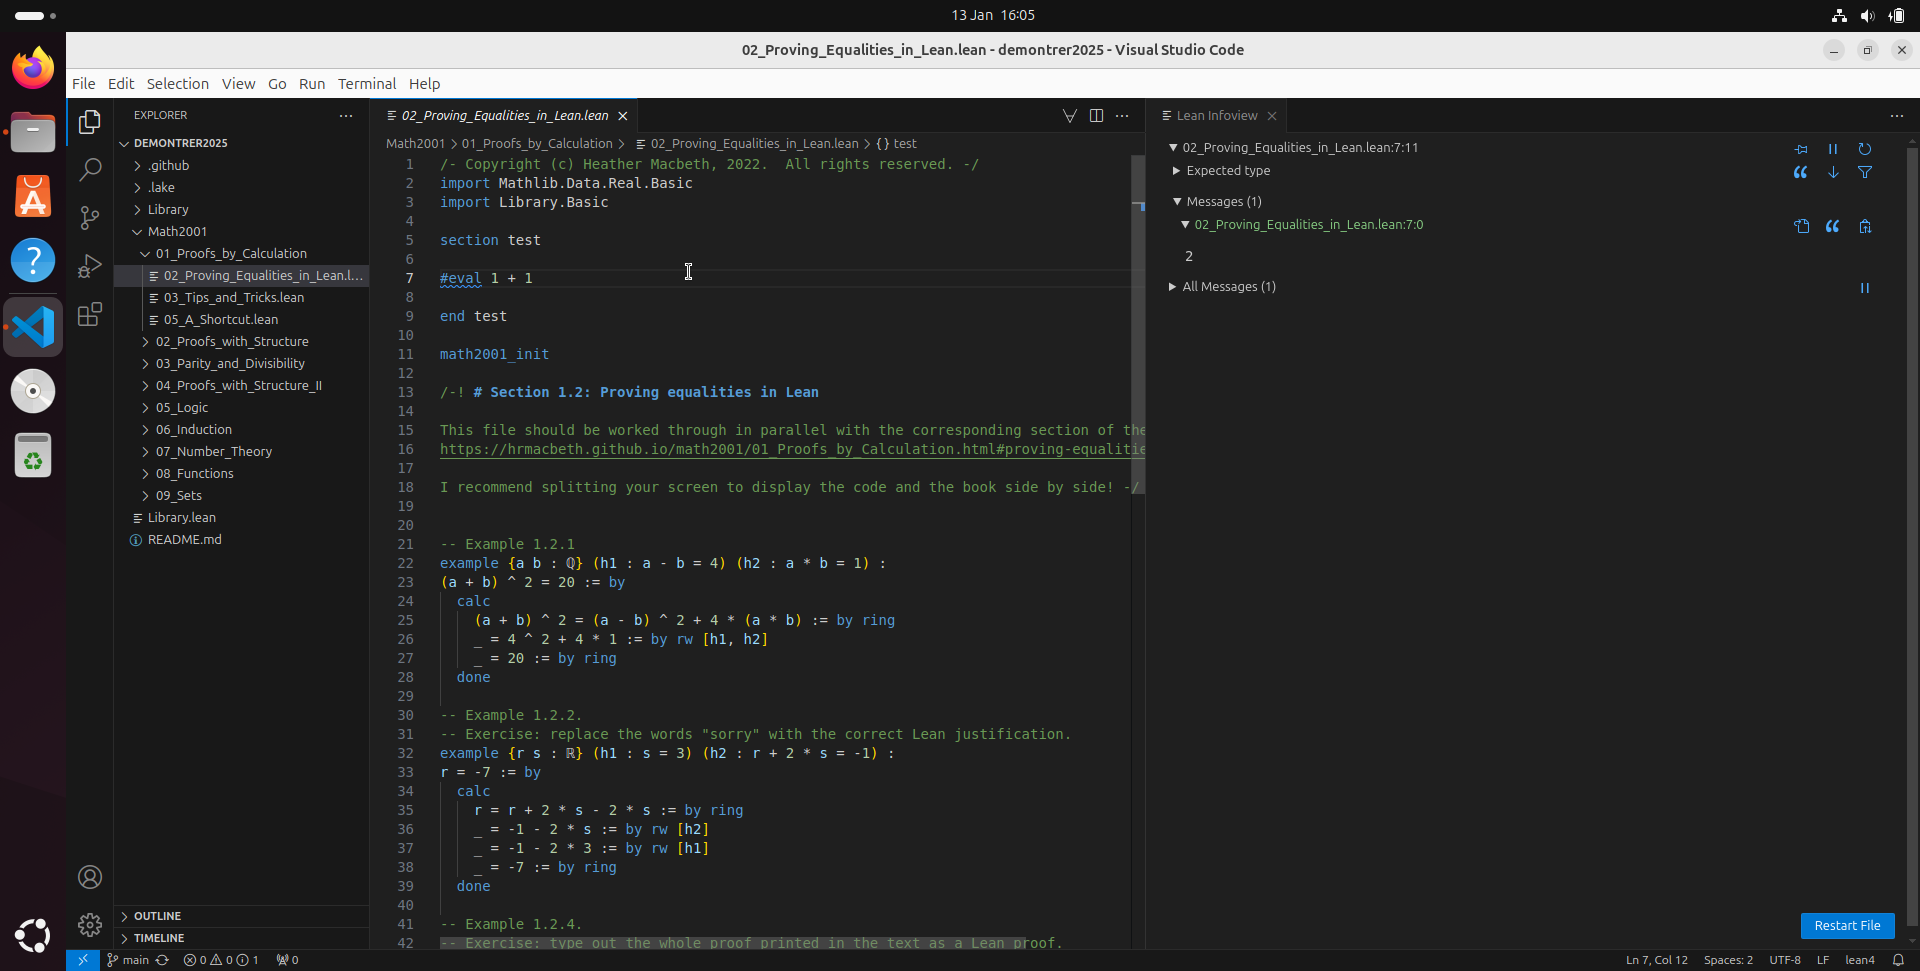 13 Jan 16:05
02_Proving_Equalities_in_Lean.lean - demontrer2025 - Visual Studio Code
File Edit Selection View Go Run Terminal Help
EXPLORER
DEMONTRER2025
.github
.lake
Library
Math2001
01_Proofs_by_Calculation
02_Proving_Equalities_in_Lean.l...
03_Tips_and_Tricks.lean
05_A_Shortcut.lean
02_Proofs_with_Structure
03_Parity_and_Divisibility
04_Proofs_with_Structure_II
05_Logic
06_Induction
07_Number_Theory
08_Functions
09_Sets
Library.lean
README.md
OUTLINE
TIMELINE
02_Proving_Equalities_in_Lean.lean
Math2001 > 01_Proofs_by_Calculation > 02_Proving_Equalities_in_Lean.lean > {} test
1 /- Copyright (c) Heather Macbeth, 2022.  All rights reserved. -/
2 import Mathlib.Data.Real.Basic
3 import Library.Basic
4
5 section test
6
7 #eval 1 + 1
8
9 end test
10
11 math2001_init
12
13 /-! # Section 1.2: Proving equalities in Lean
14
15 This file should be worked through in parallel with the corresponding section of the
16 https://hrmacbeth.github.io/math2001/01_Proofs_by_Calculation.html#proving-equalitie
17
18 I recommend splitting your screen to display the code and the book side by side! -/
19
20
21 -- Example 1.2.1
22 example {a b : ℚ} (h1 : a - b = 4) (h2 : a * b = 1) :
23 (a + b) ^ 2 = 20 := by
24   calc
25     (a + b) ^ 2 = (a - b) ^ 2 + 4 * (a * b) := by ring
26     _ = 4 ^ 2 + 4 * 1 := by rw [h1, h2]
27     _ = 20 := by ring
28   done
29
30 -- Example 1.2.2.
31 -- Exercise: replace the words "sorry" with the correct Lean justification.
32 example {r s : ℝ} (h1 : s = 3) (h2 : r + 2 * s = -1) :
33 r = -7 := by
34   calc
35     r = r + 2 * s - 2 * s := by ring
36     _ = -1 - 2 * s := by rw [h2]
37     _ = -1 - 2 * 3 := by rw [h1]
38     _ = -7 := by ring
39   done
40
41 -- Example 1.2.4.
42 -- Exercise: type out the whole proof printed in the text as a Lean proof.
Lean Infoview
02_Proving_Equalities_in_Lean.lean:7:11
Expected type
Messages (1)
02_Proving_Equalities_in_Lean.lean:7:0
2
All Messages (1)
Restart File
main 0 0 1 0 Ln 7, Col 12 Spaces: 2 UTF-8 LF lean4